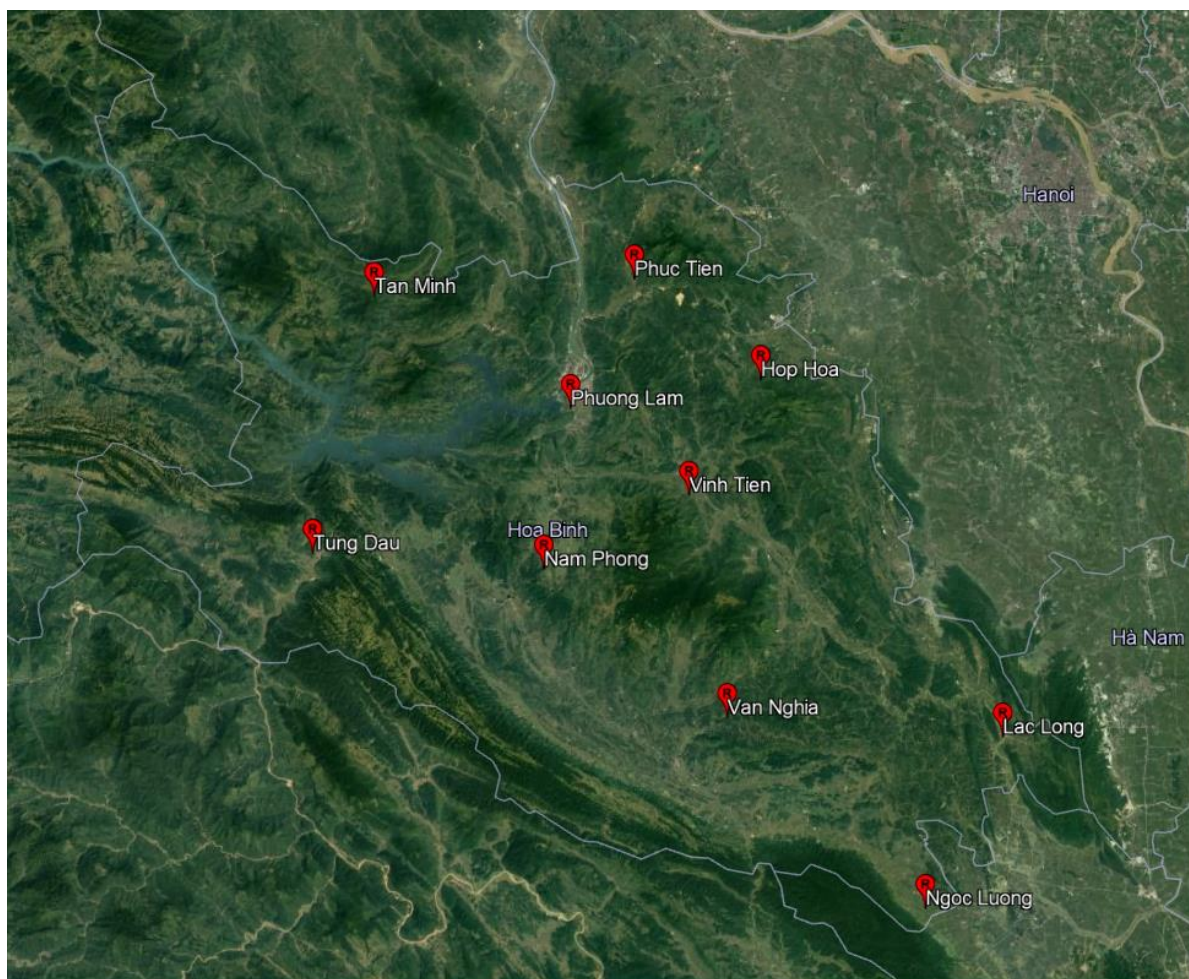 Hanoi
R
Phuc Tien
R
Tan Minh
R
Hop Hoa
R
Phuong Lam
R
Vinh Tien
R
Tung Dau
Hoa Binh
R
Nam Phong
Hà Nam
R
Van Nghia
R
Lac Long
R
Ngoc Luong